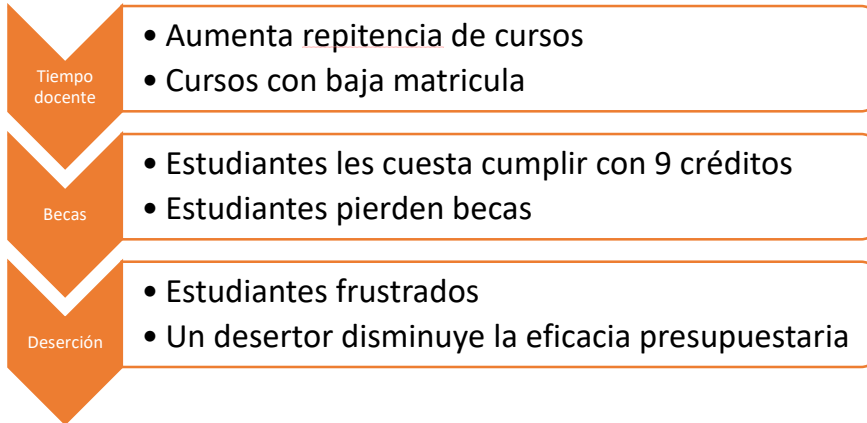 Tiempo
docente
• Aumenta repitencia de cursos
• Cursos con baja matricula
Becas
• Estudiantes les cuesta cumplir con 9 créditos
• Estudiantes pierden becas
Deserción
• Estudiantes frustrados
• Un desertor disminuye la eficacia presupuestaria